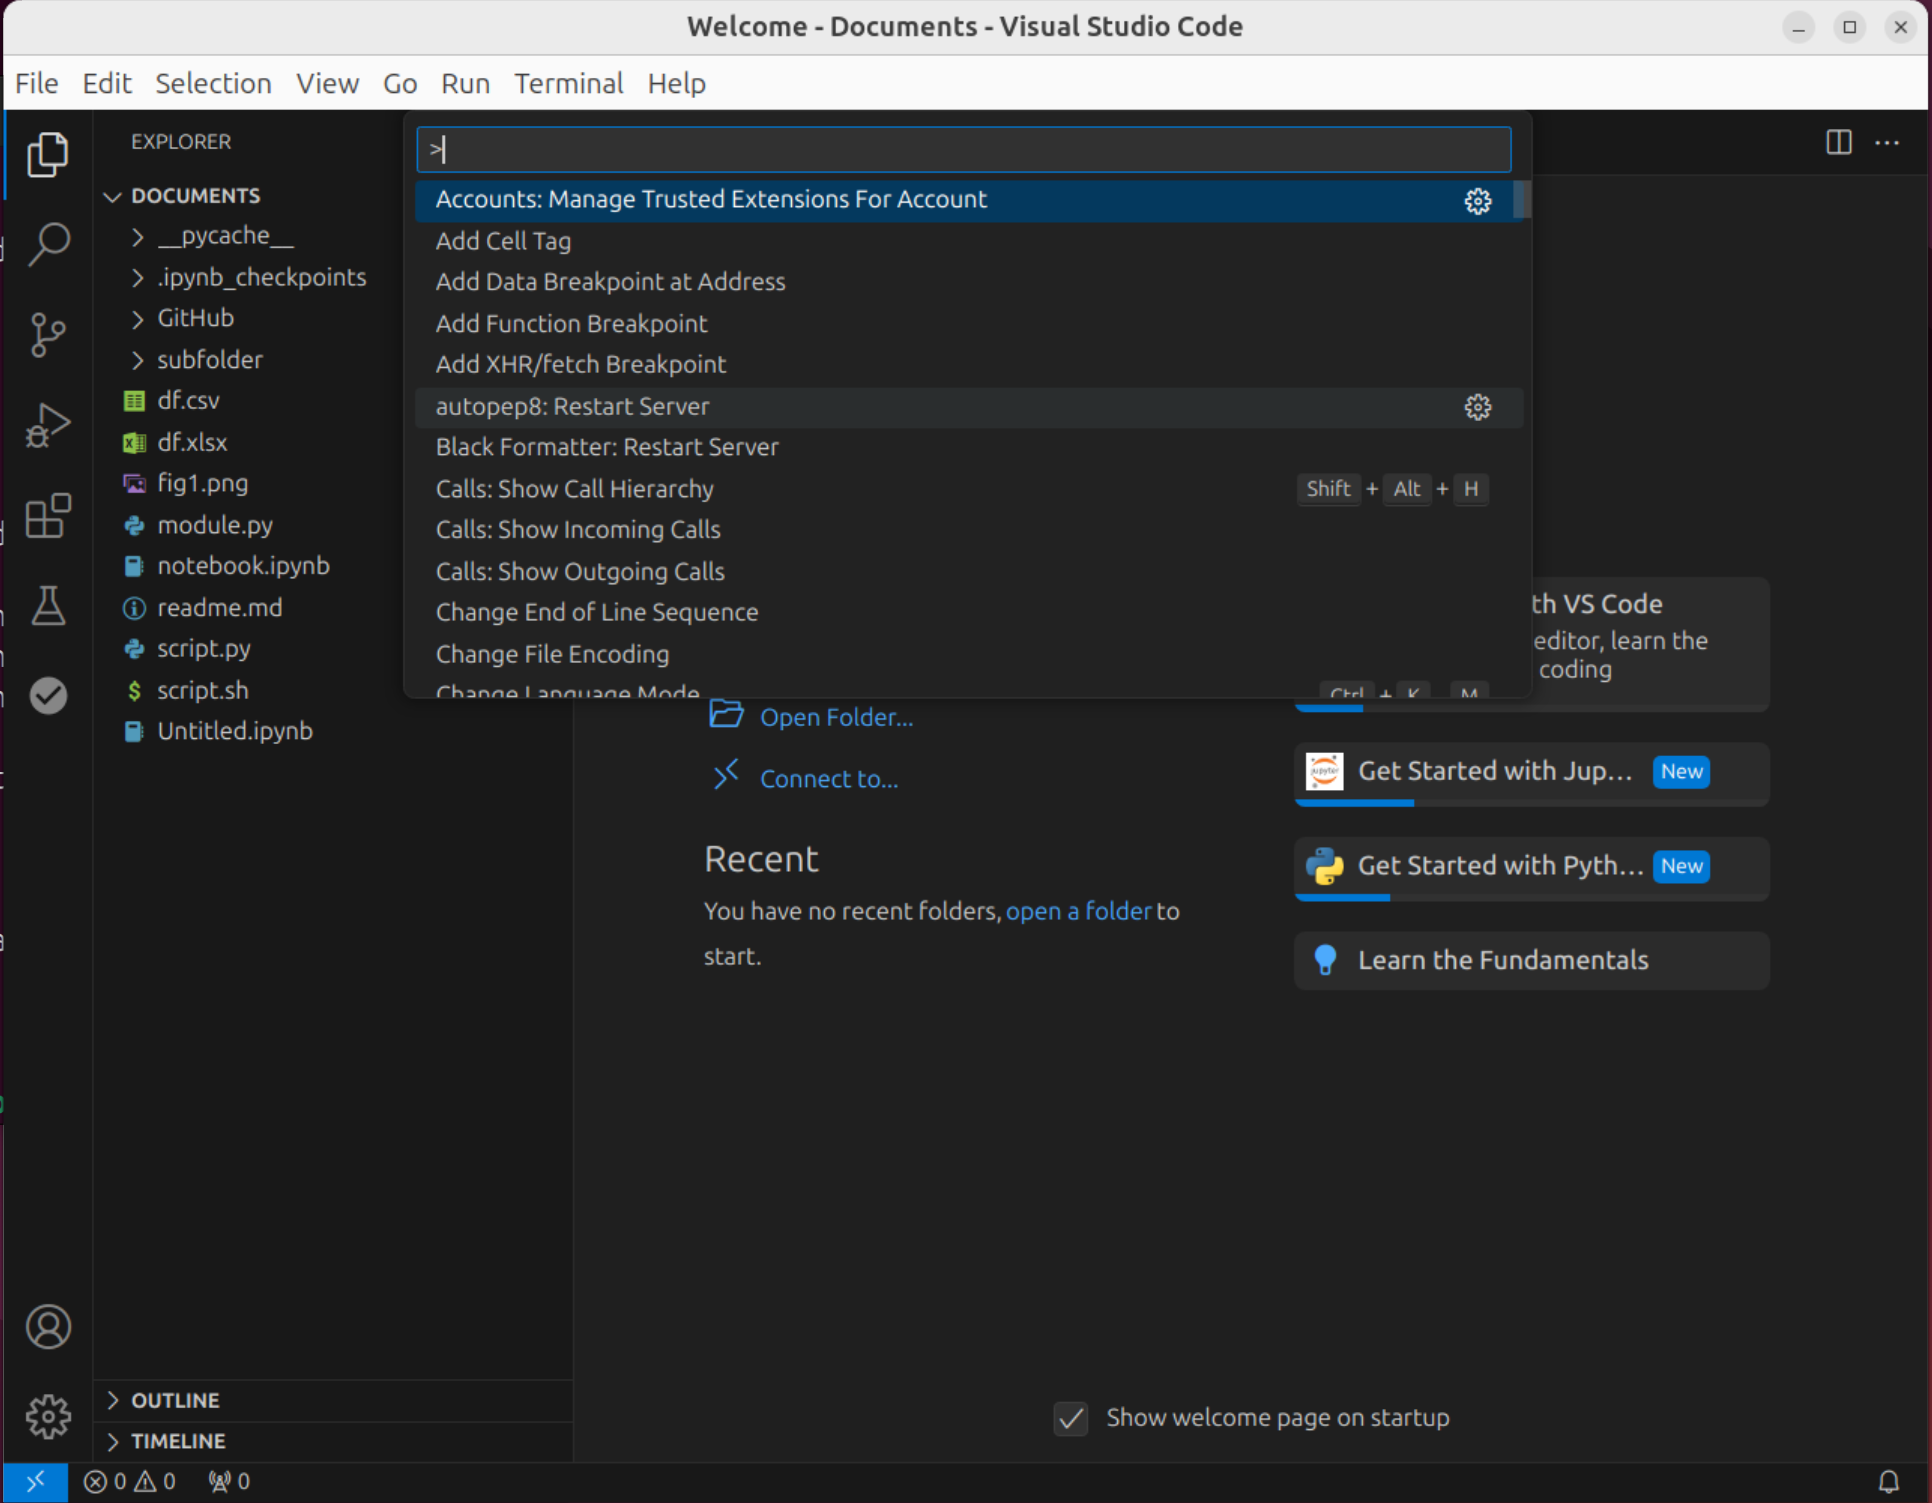 Welcome - Documents - Visual Studio Code
File Edit Selection View Go Run Terminal Help
EXPLORER
DOCUMENTS
__pycache__
.ipynb_checkpoints
GitHub
subfolder
df.csv
df.xlsx
fig1.png
module.py
notebook.ipynb
readme.md
script.py
script.sh
Untitled.ipynb
OUTLINE
TIMELINE
>
Accounts: Manage Trusted Extensions For Account
Add Cell Tag
Add Data Breakpoint at Address
Add Function Breakpoint
Add XHR/fetch Breakpoint
autopep8: Restart Server
Black Formatter: Restart Server
Calls: Show Call Hierarchy Shift + Alt + H
Calls: Show Incoming Calls
Calls: Show Outgoing Calls
Change End of Line Sequence
Change File Encoding
Change Language Mode Ctrl + K M
Open Folder...
Connect to...
Recent
You have no recent folders, open a folder to
start.
th VS Code
editor, learn the
coding
Get Started with Jup... New
Get Started with Pyth... New
Learn the Fundamentals
Show welcome page on startup
0 0 0